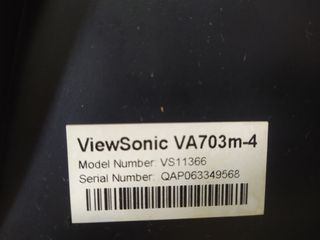 ViewSonic VA703m-4
Model Number: VS11366
Serial Number: QAP063349568